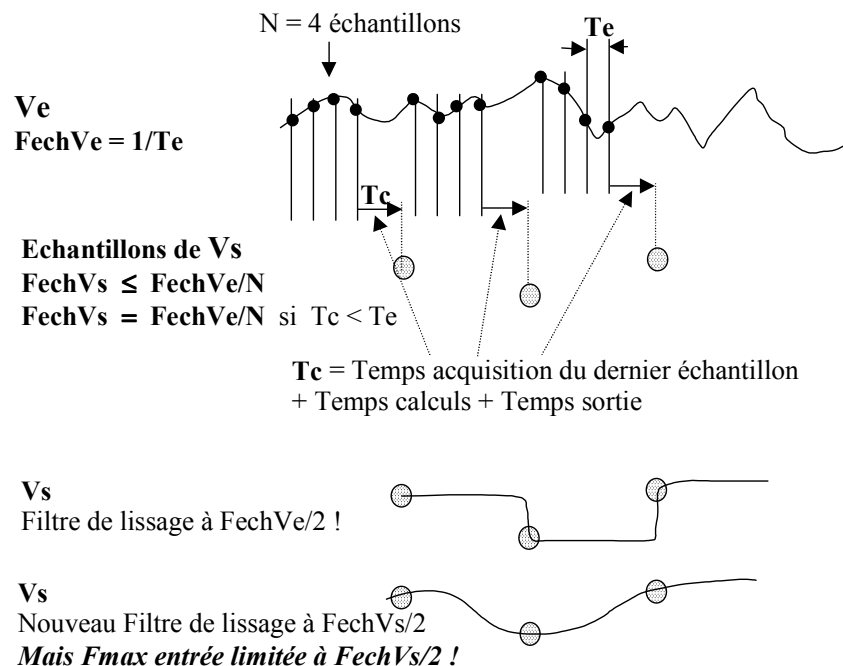 N = 4 échantillons
Te
Ve
FechVe = 1/Te
Tc
Echantillons de Vs
FechVs ≤ FechVe/N
FechVs = FechVe/N si Tc < Te
Tc = Temps acquisition du dernier échantillon
+ Temps calculs + Temps sortie
Vs
Filtre de lissage à FechVe/2 !
Vs
Nouveau Filtre de lissage à FechVs/2
Mais Fmax entrée limitée à FechVs/2 !